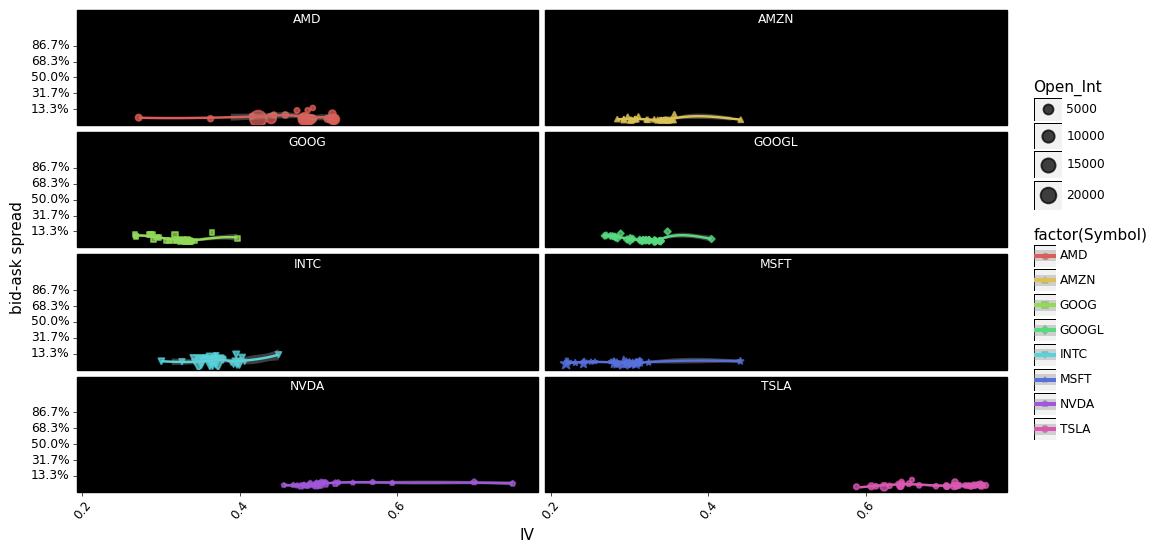 AMD
AMZN
86.7%
68.3%
50.0%
31.7%
13.3%
GOOG
GOOGL
86.7%
68.3%
50.0%
31.7%
13.3%
INTC
MSFT
86.7%
68.3%
50.0%
31.7%
13.3%
NVDA
TSLA
86.7%
68.3%
50.0%
31.7%
13.3%
0.2
0.4
0.6
0.2
0.4
0.6
IV
bid-ask spread
Open_Int
5000
10000
15000
20000
factor(Symbol)
AMD
AMZN
GOOG
GOOGL
INTC
MSFT
NVDA
TSLA